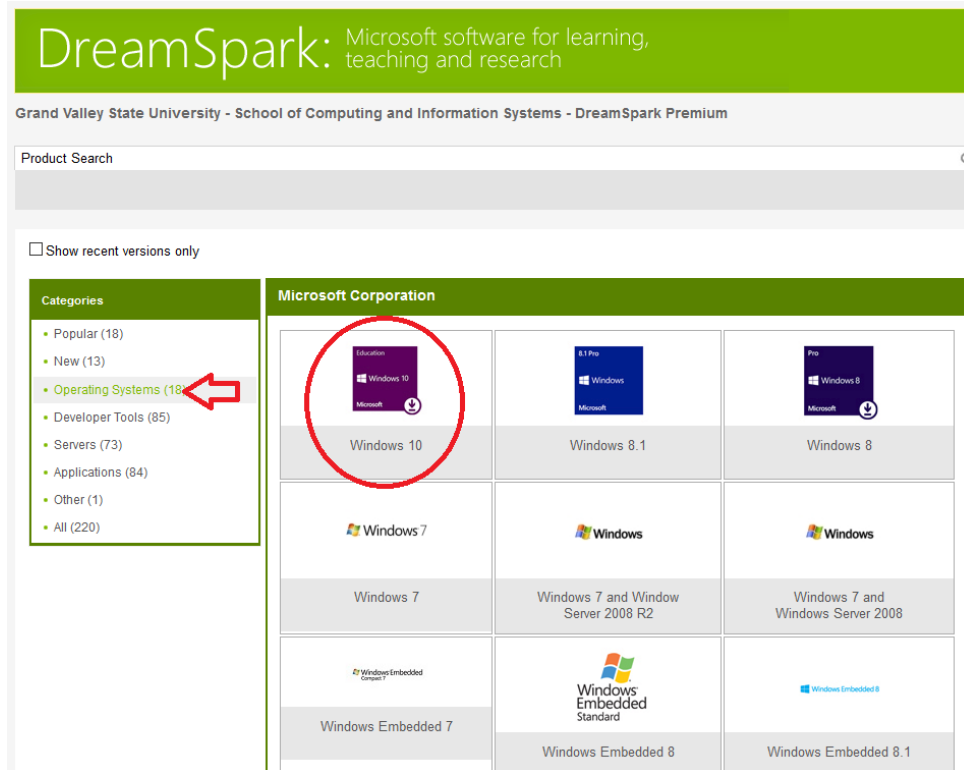 DreamSpark: Microsoft software for learning,
teaching and research
Grand Valley State University - School of Computing and Information Systems - DreamSpark Premium
Product Search
Show recent versions only
Categories
• Popular (18)
• New (13)
• Operating Systems (18)
• Developer Tools (85)
• Servers (73)
• Applications (84)
• Other (1)
• All (220)
Microsoft Corporation
Education
Windows 10
Microsoft
Windows 10
8.1 Pro
Windows
Microsoft
Windows 8.1
Pro
Windows 8
Microsoft
Windows 8
Windows 7
Windows 7
Windows
Windows 7 and Window
Server 2008 R2
Windows
Windows 7 and
Windows Server 2008
Windows Embedded
Compact 7
Windows Embedded 7
Windows
Embedded
Standard
Windows Embedded 8
Windows Embedded 8
Windows Embedded 8.1